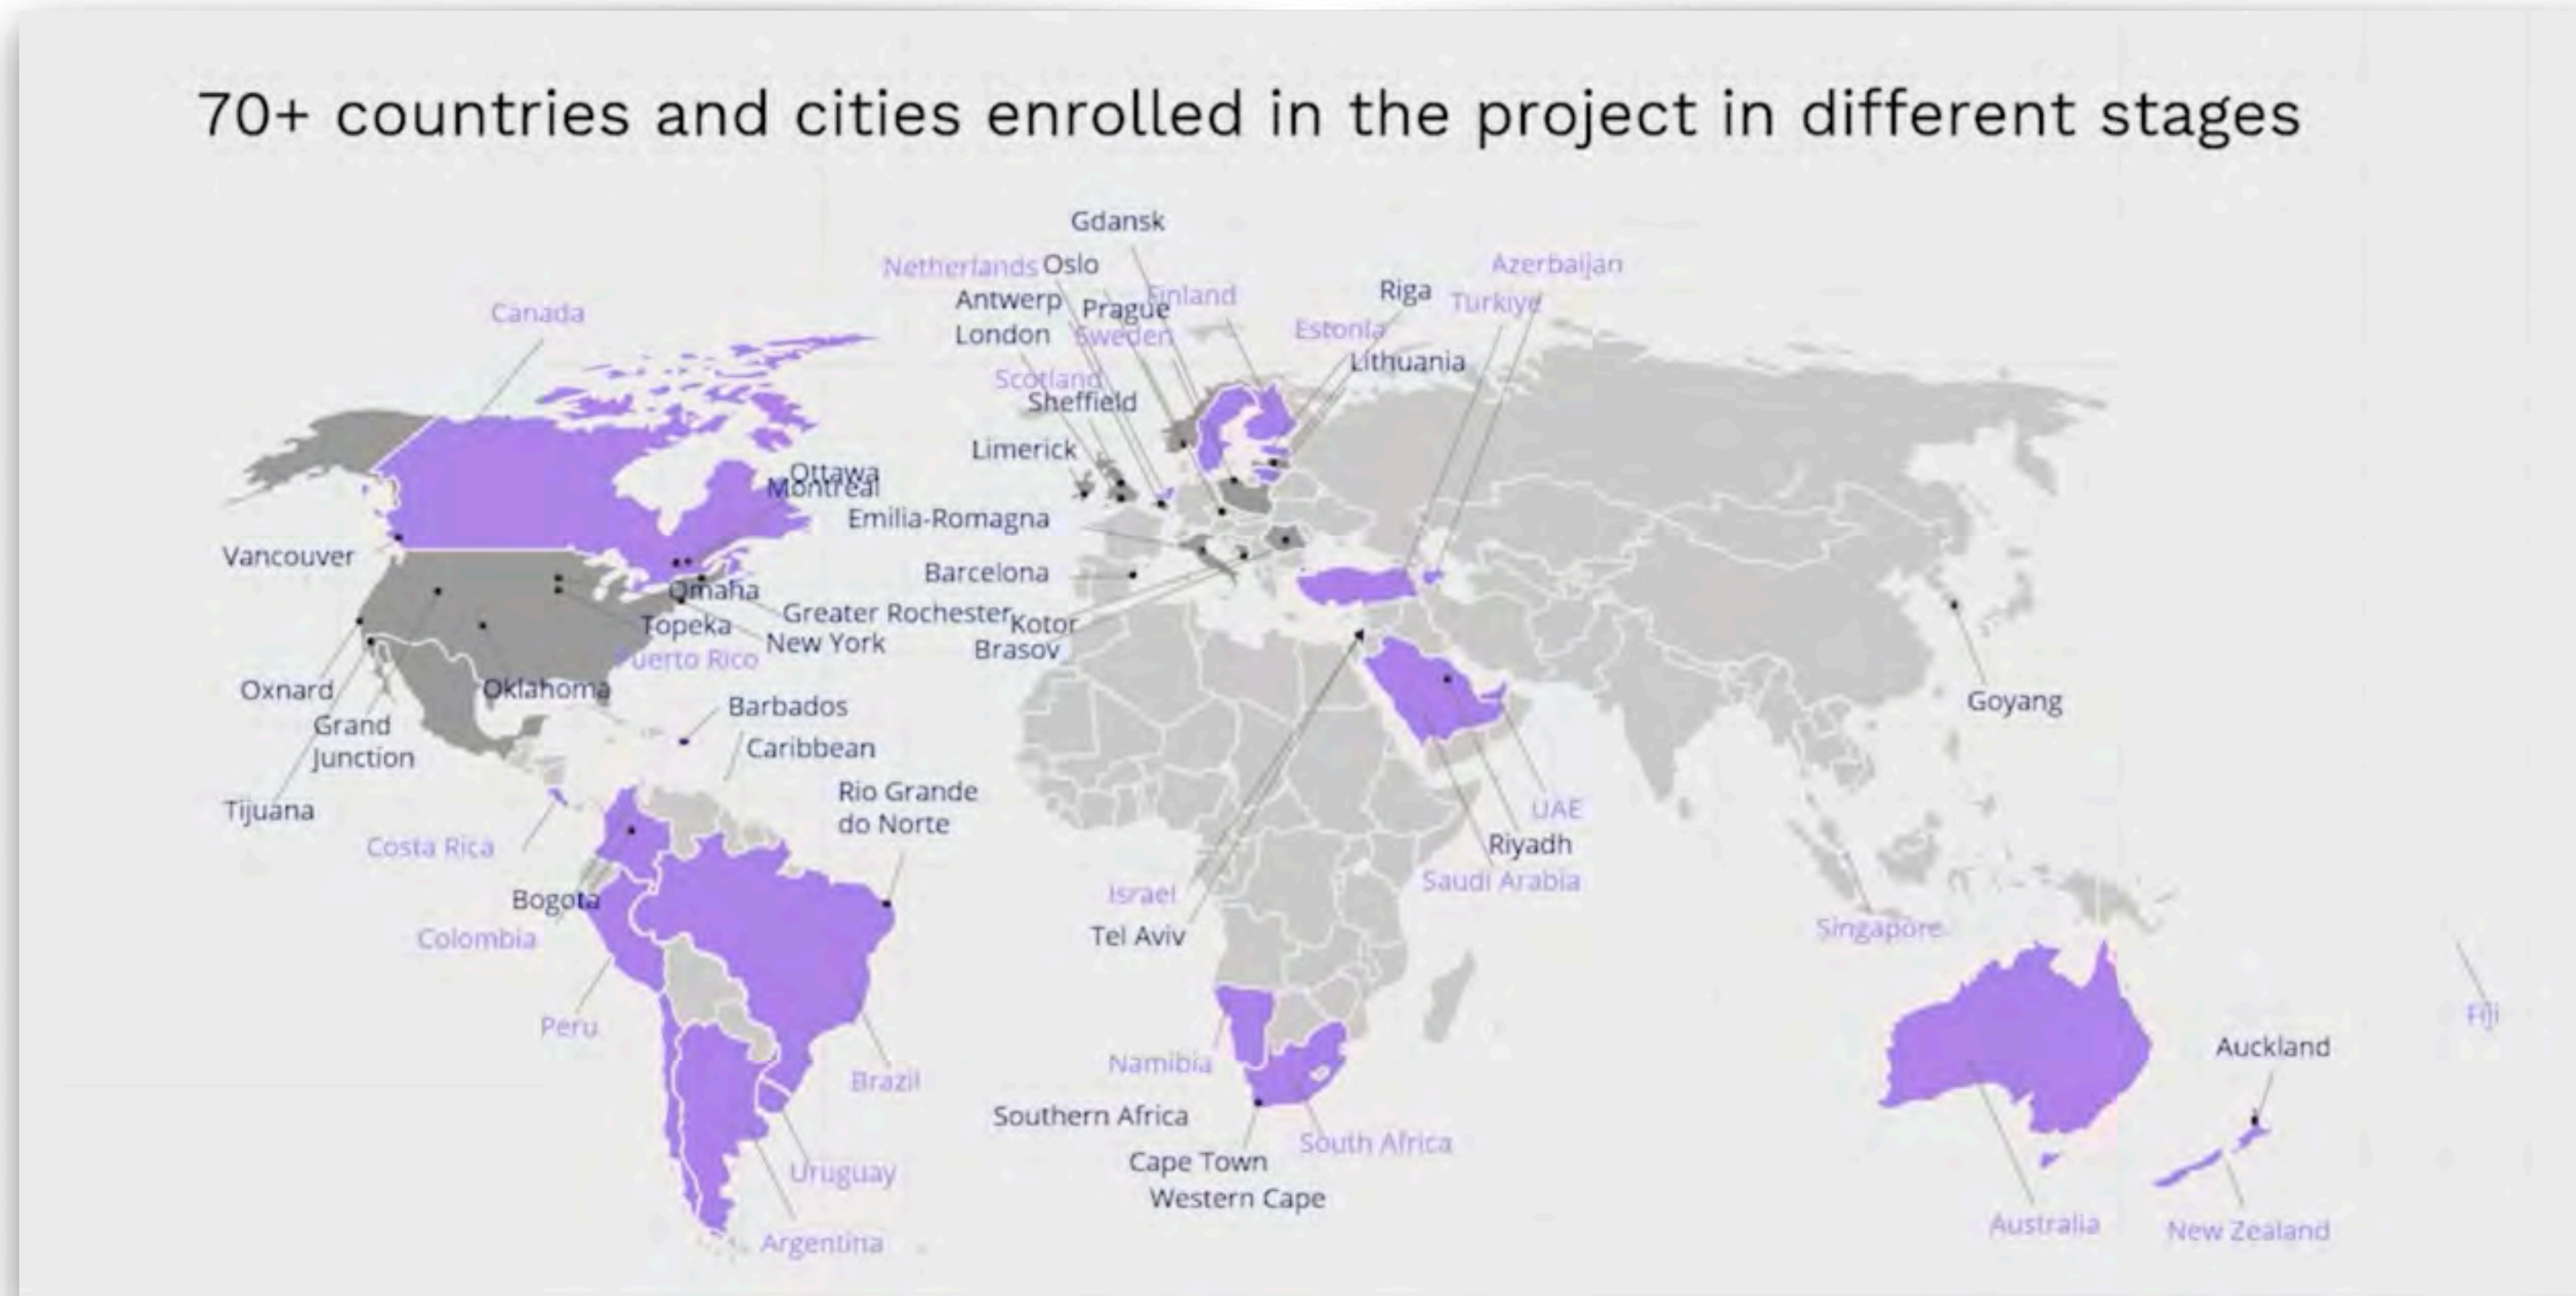 70+ countries and cities enrolled in the project in different stages
Gdansk
Netherlands
Oslo
Azerbaijan
Antwerp
Prague
Finland
Riga
Turkiye
Canada
London
Sweden
Estonia
Lithuania
Scotland
Sheffield
Limerick
Ottawa
Montreal
Emilia-Romagna
Vancouver
Barcelona
Omaha
Greater Rochester
Kotor
Topeka
New York
Brasov
Puerto Rico
Oxnard
Oklahoma
Barbados
Goyang
Grand
Junction
Caribbean
Tijuana
Rio Grande
do Norte
UAE
Costa Rica
Riyadh
Bogota
Israel
Saudi Arabia
Colombia
Tel Aviv
Singapore
Peru
Fiji
Auckland
Brazil
Namibia
Southern Africa
South Africa
Cape Town
Uruguay
Western Cape
Australia
New Zealand
Argentina